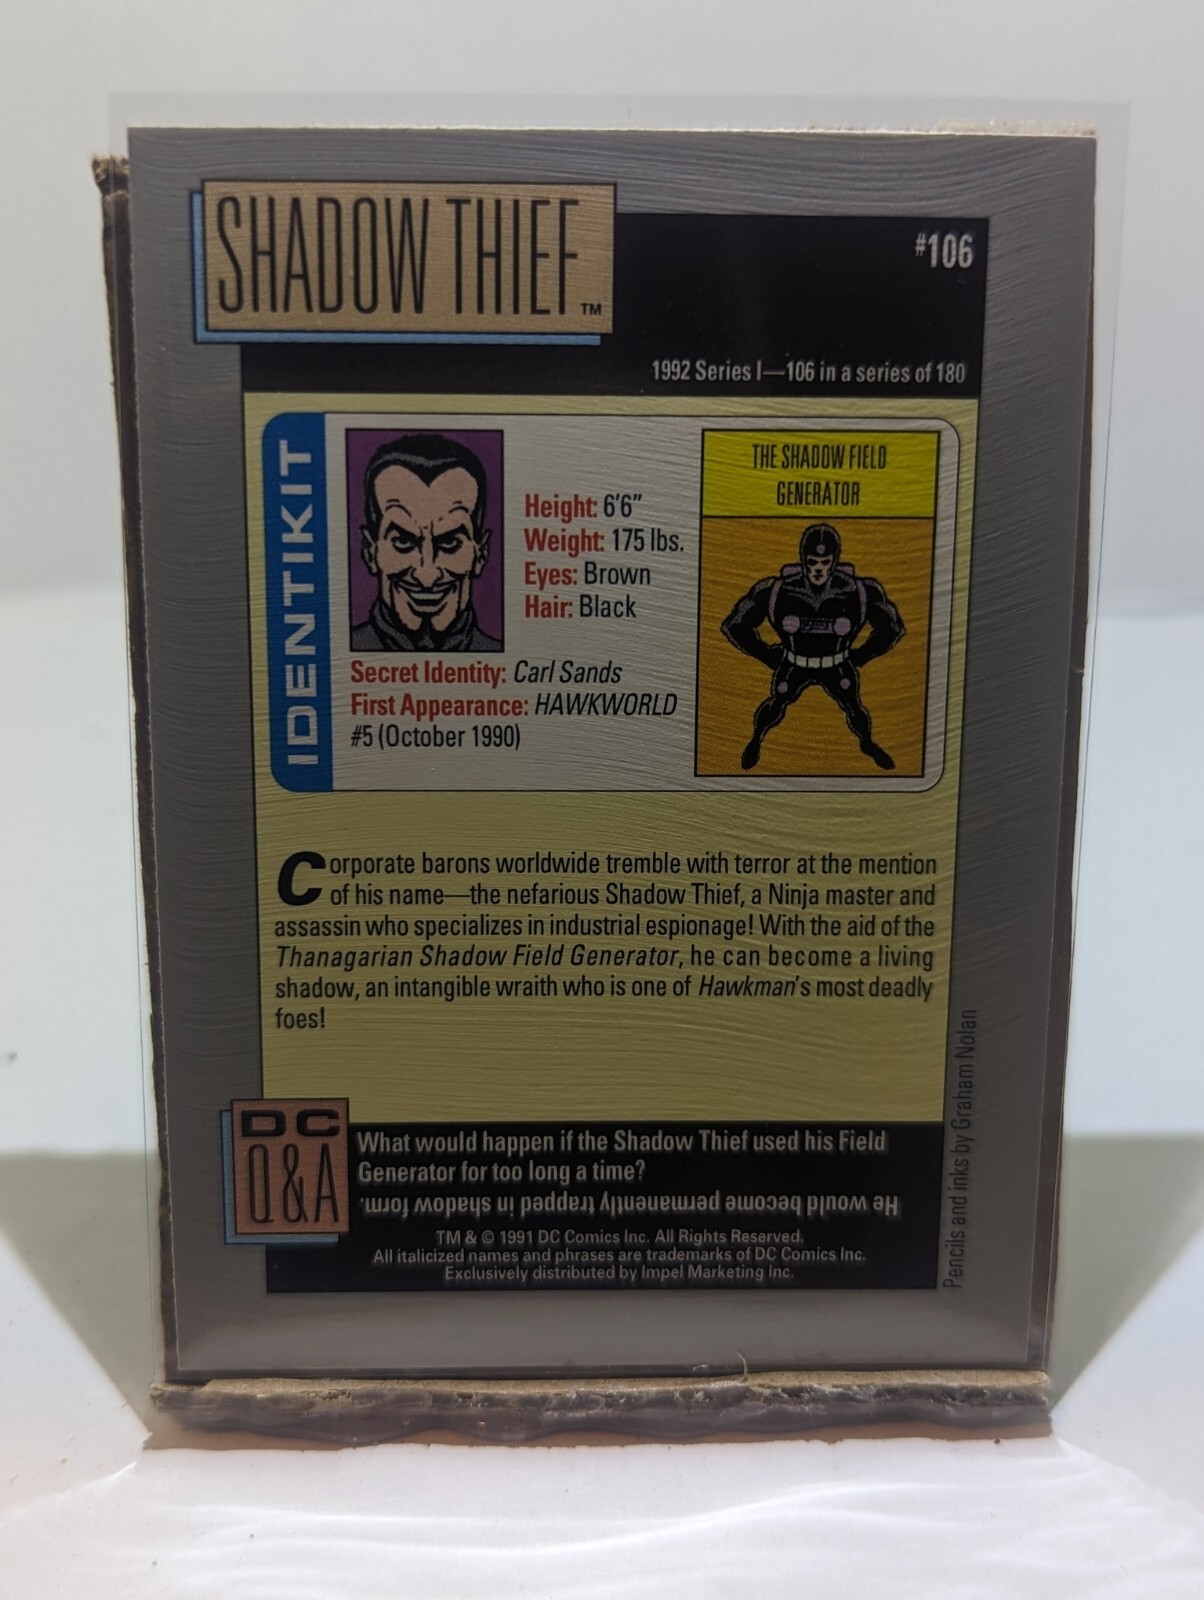 SHADOW THIEF™
#106
1992 Series I—106 in a series of 180
IDENTIKIT
Height: 6'6"
Weight: 175 lbs.
Eyes: Brown
Hair: Black
Secret Identity: Carl Sands
First Appearance: HAWKWORLD
#5 (October 1990)
THE SHADOW FIELD
GENERATOR
Corporate barons worldwide tremble with terror at the mention
of his name—the nefarious Shadow Thief, a Ninja master and
assassin who specializes in industrial espionage! With the aid of the
Thanagarian Shadow Field Generator, he can become a living
shadow, an intangible wraith who is one of Hawkman's most deadly
foes!
Pencils and inks by Graham Nolan
DC
Q&A
What would happen if the Shadow Thief used his Field
Generator for too long a time?
He would become permanently trapped in shadow form.
TM & © 1991 DC Comics Inc. All Rights Reserved.
All italicized names and phrases are trademarks of DC Comics Inc.
Exclusively distributed by Impel Marketing Inc.